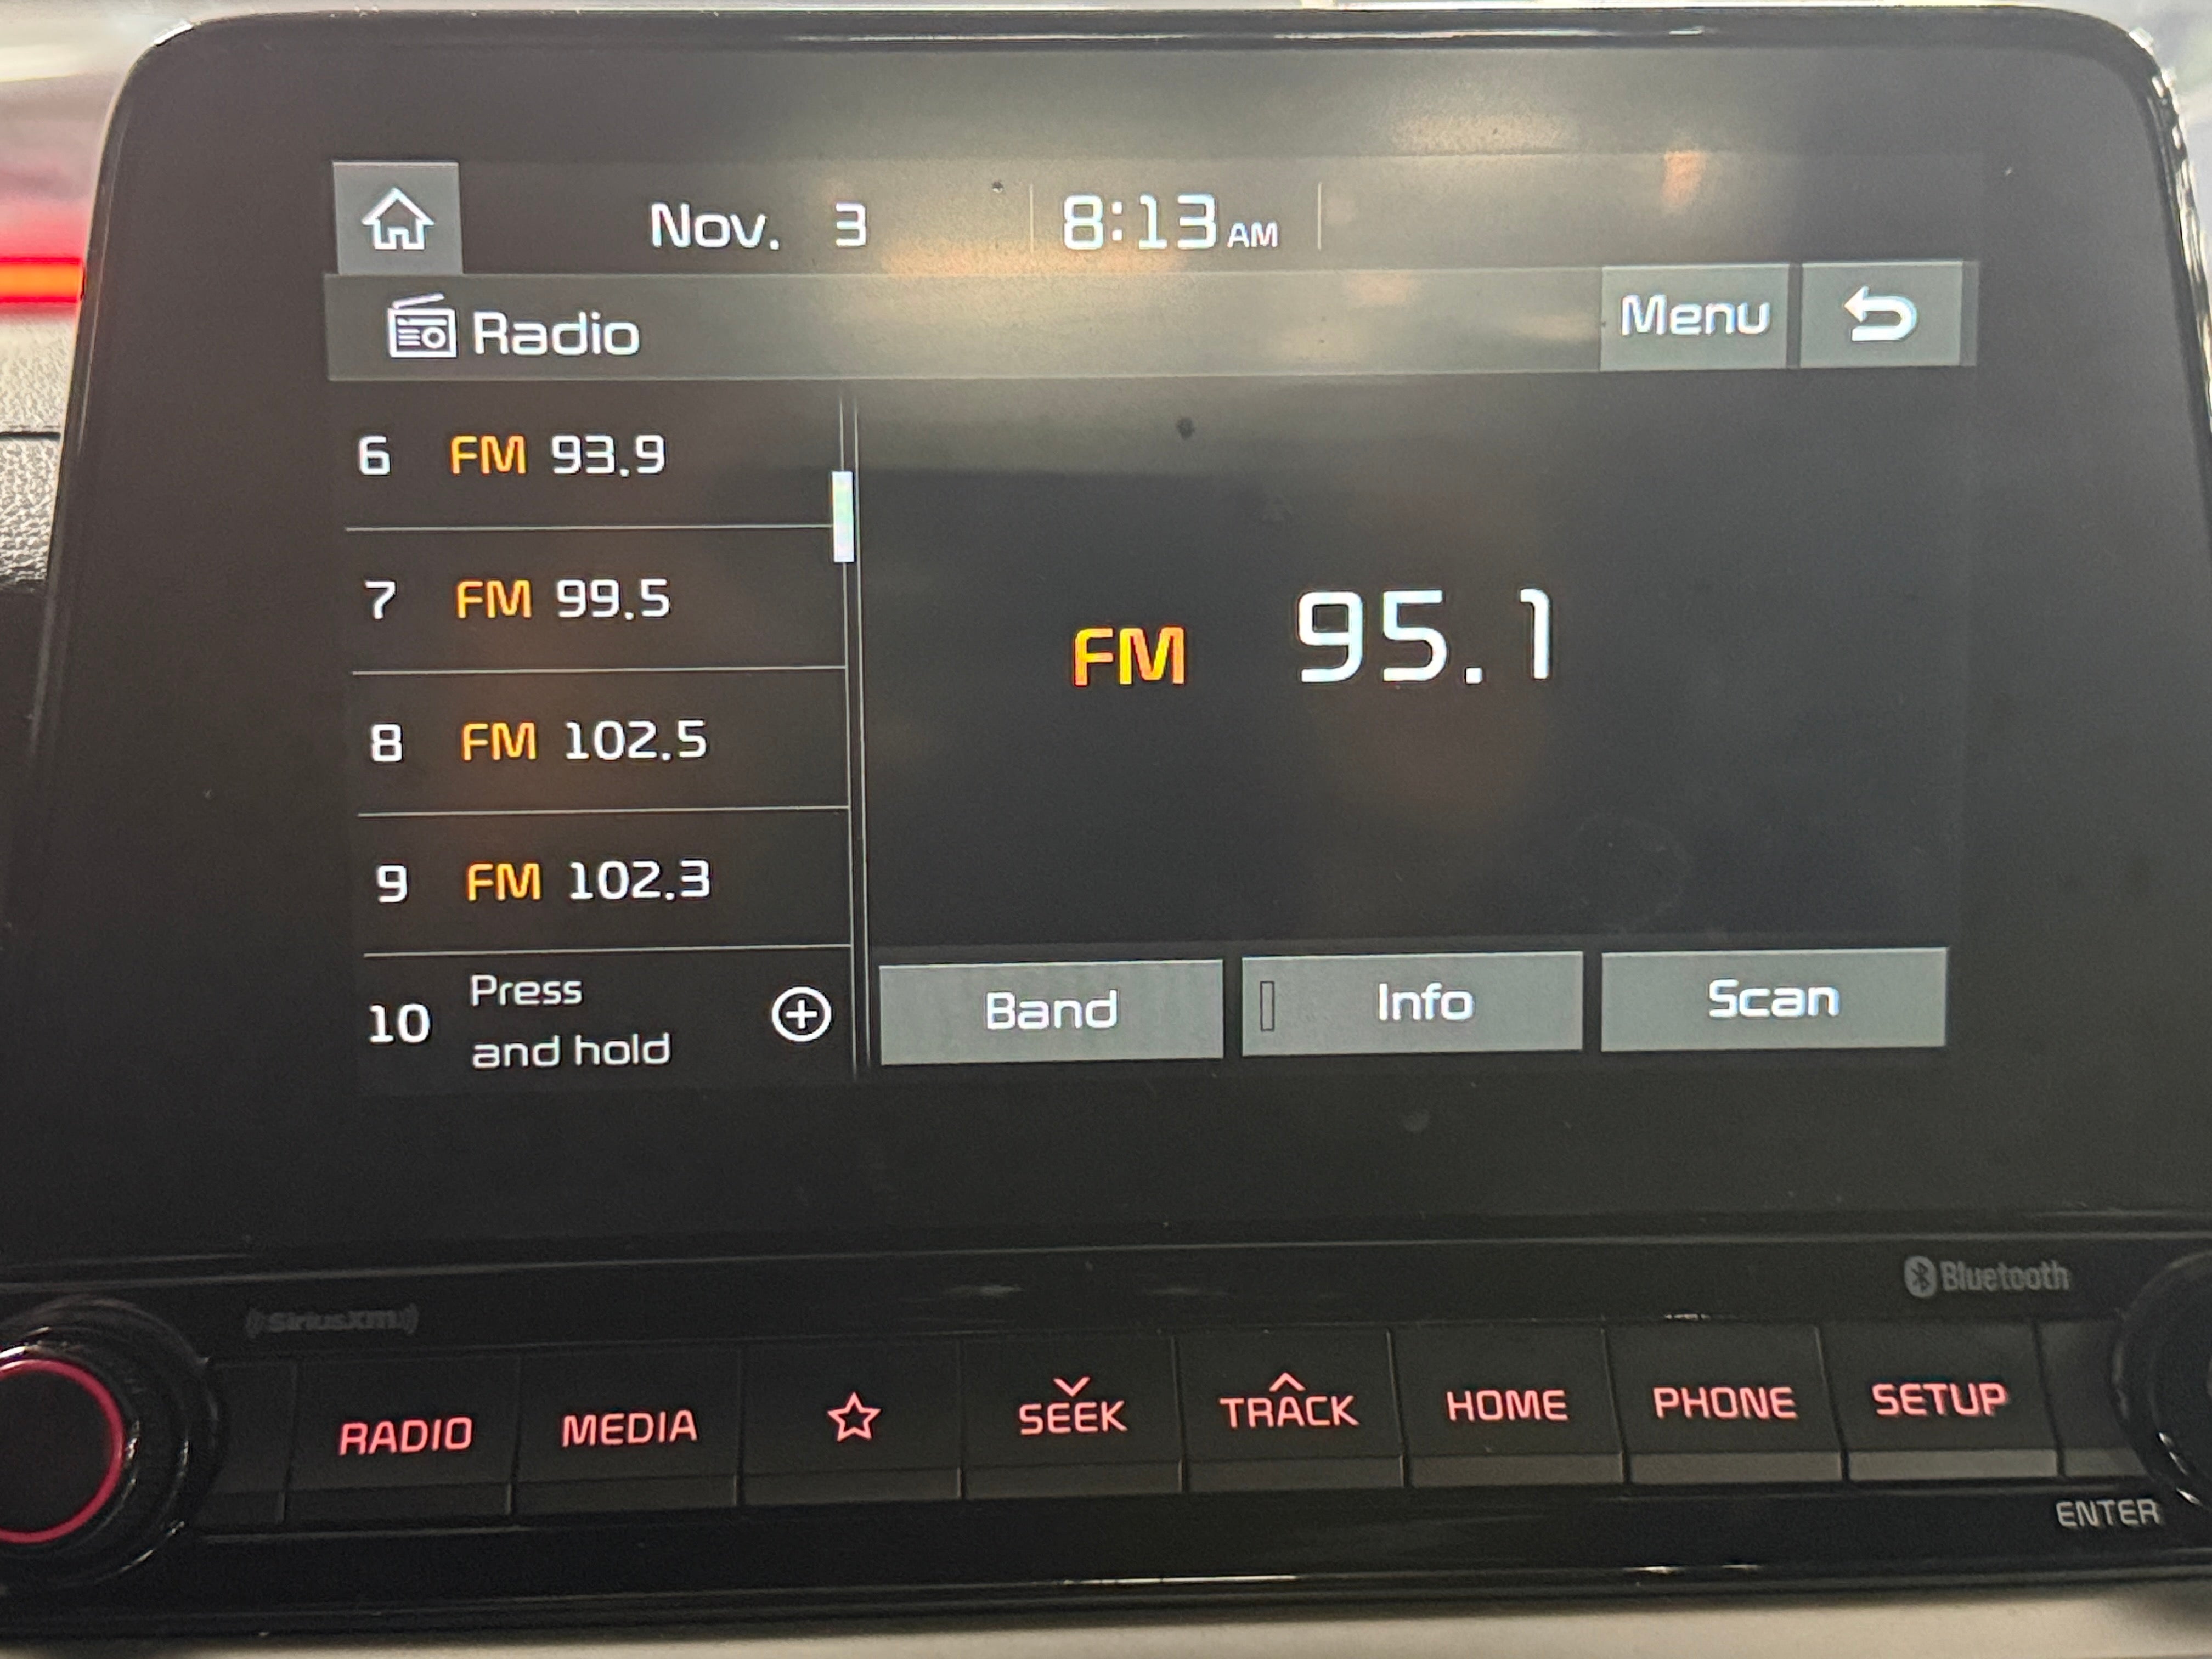 Nov. 3 8:13 AM
Radio Menu
6 FM 93.9
7 FM 99.5
8 FM 102.5
9 FM 102.3
10 Press and hold
FM 95.1
Band Info Scan
((SiriusXM)) Bluetooth
RADIO MEDIA SEEK TRACK HOME PHONE SETUP
ENTER